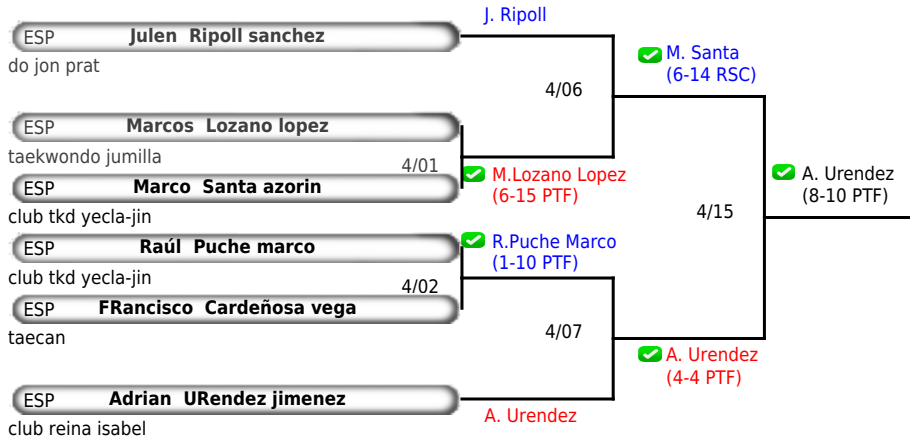 J. Ripoll
ESP Julen Ripoll sanchez
do jon prat
M. Santa
(6-14 RSC)
4/06
ESP Marcos Lozano lopez
taekwondo jumilla
4/01
M.Lozano Lopez
(6-15 PTF)
ESP Marco Santa azorin
club tkd yecla-jin
A. Urendez
(8-10 PTF)
4/15
ESP Raúl Puche marco
club tkd yecla-jin
R.Puche Marco
(1-10 PTF)
4/02
ESP FRancisco Cardeñosa vega
taecan
4/07
A. Urendez
(4-4 PTF)
ESP Adrian URendez jimenez
club reina isabel
A. Urendez